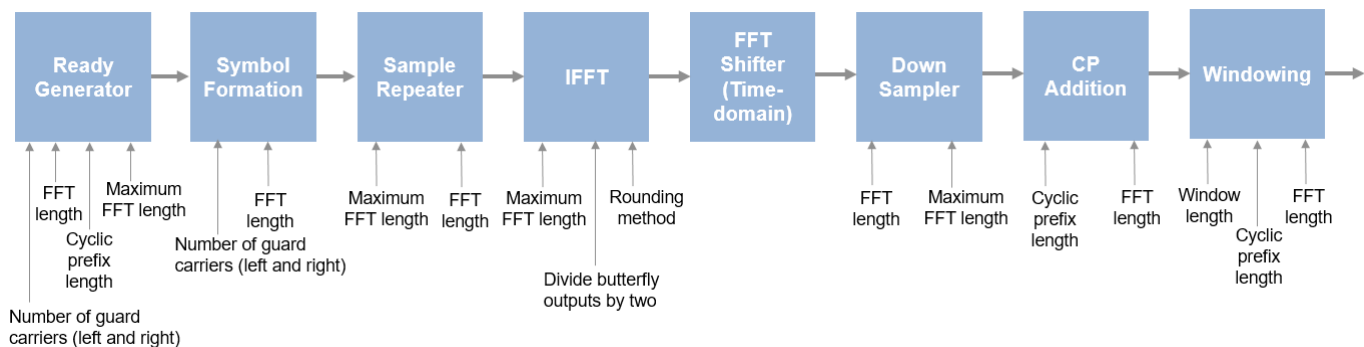 Ready
Generator
Symbol
Formation
Sample
Repeater
IFFT
FFT
Shifter
(Time-
domain)
Down
Sampler
CP
Addition
Windowing
FFT
length
Cyclic
prefix
length
Maximum
FFT length
Number of guard
carriers (left and right)
FFT
length
Number of guard
carriers (left and right)
Maximum
FFT length
FFT
length
Maximum
FFT length
Divide butterfly
outputs by two
Rounding
method
FFT
length
Maximum
FFT length
Cyclic
prefix
length
FFT
length
Window
length
Cyclic
prefix
length
FFT
length